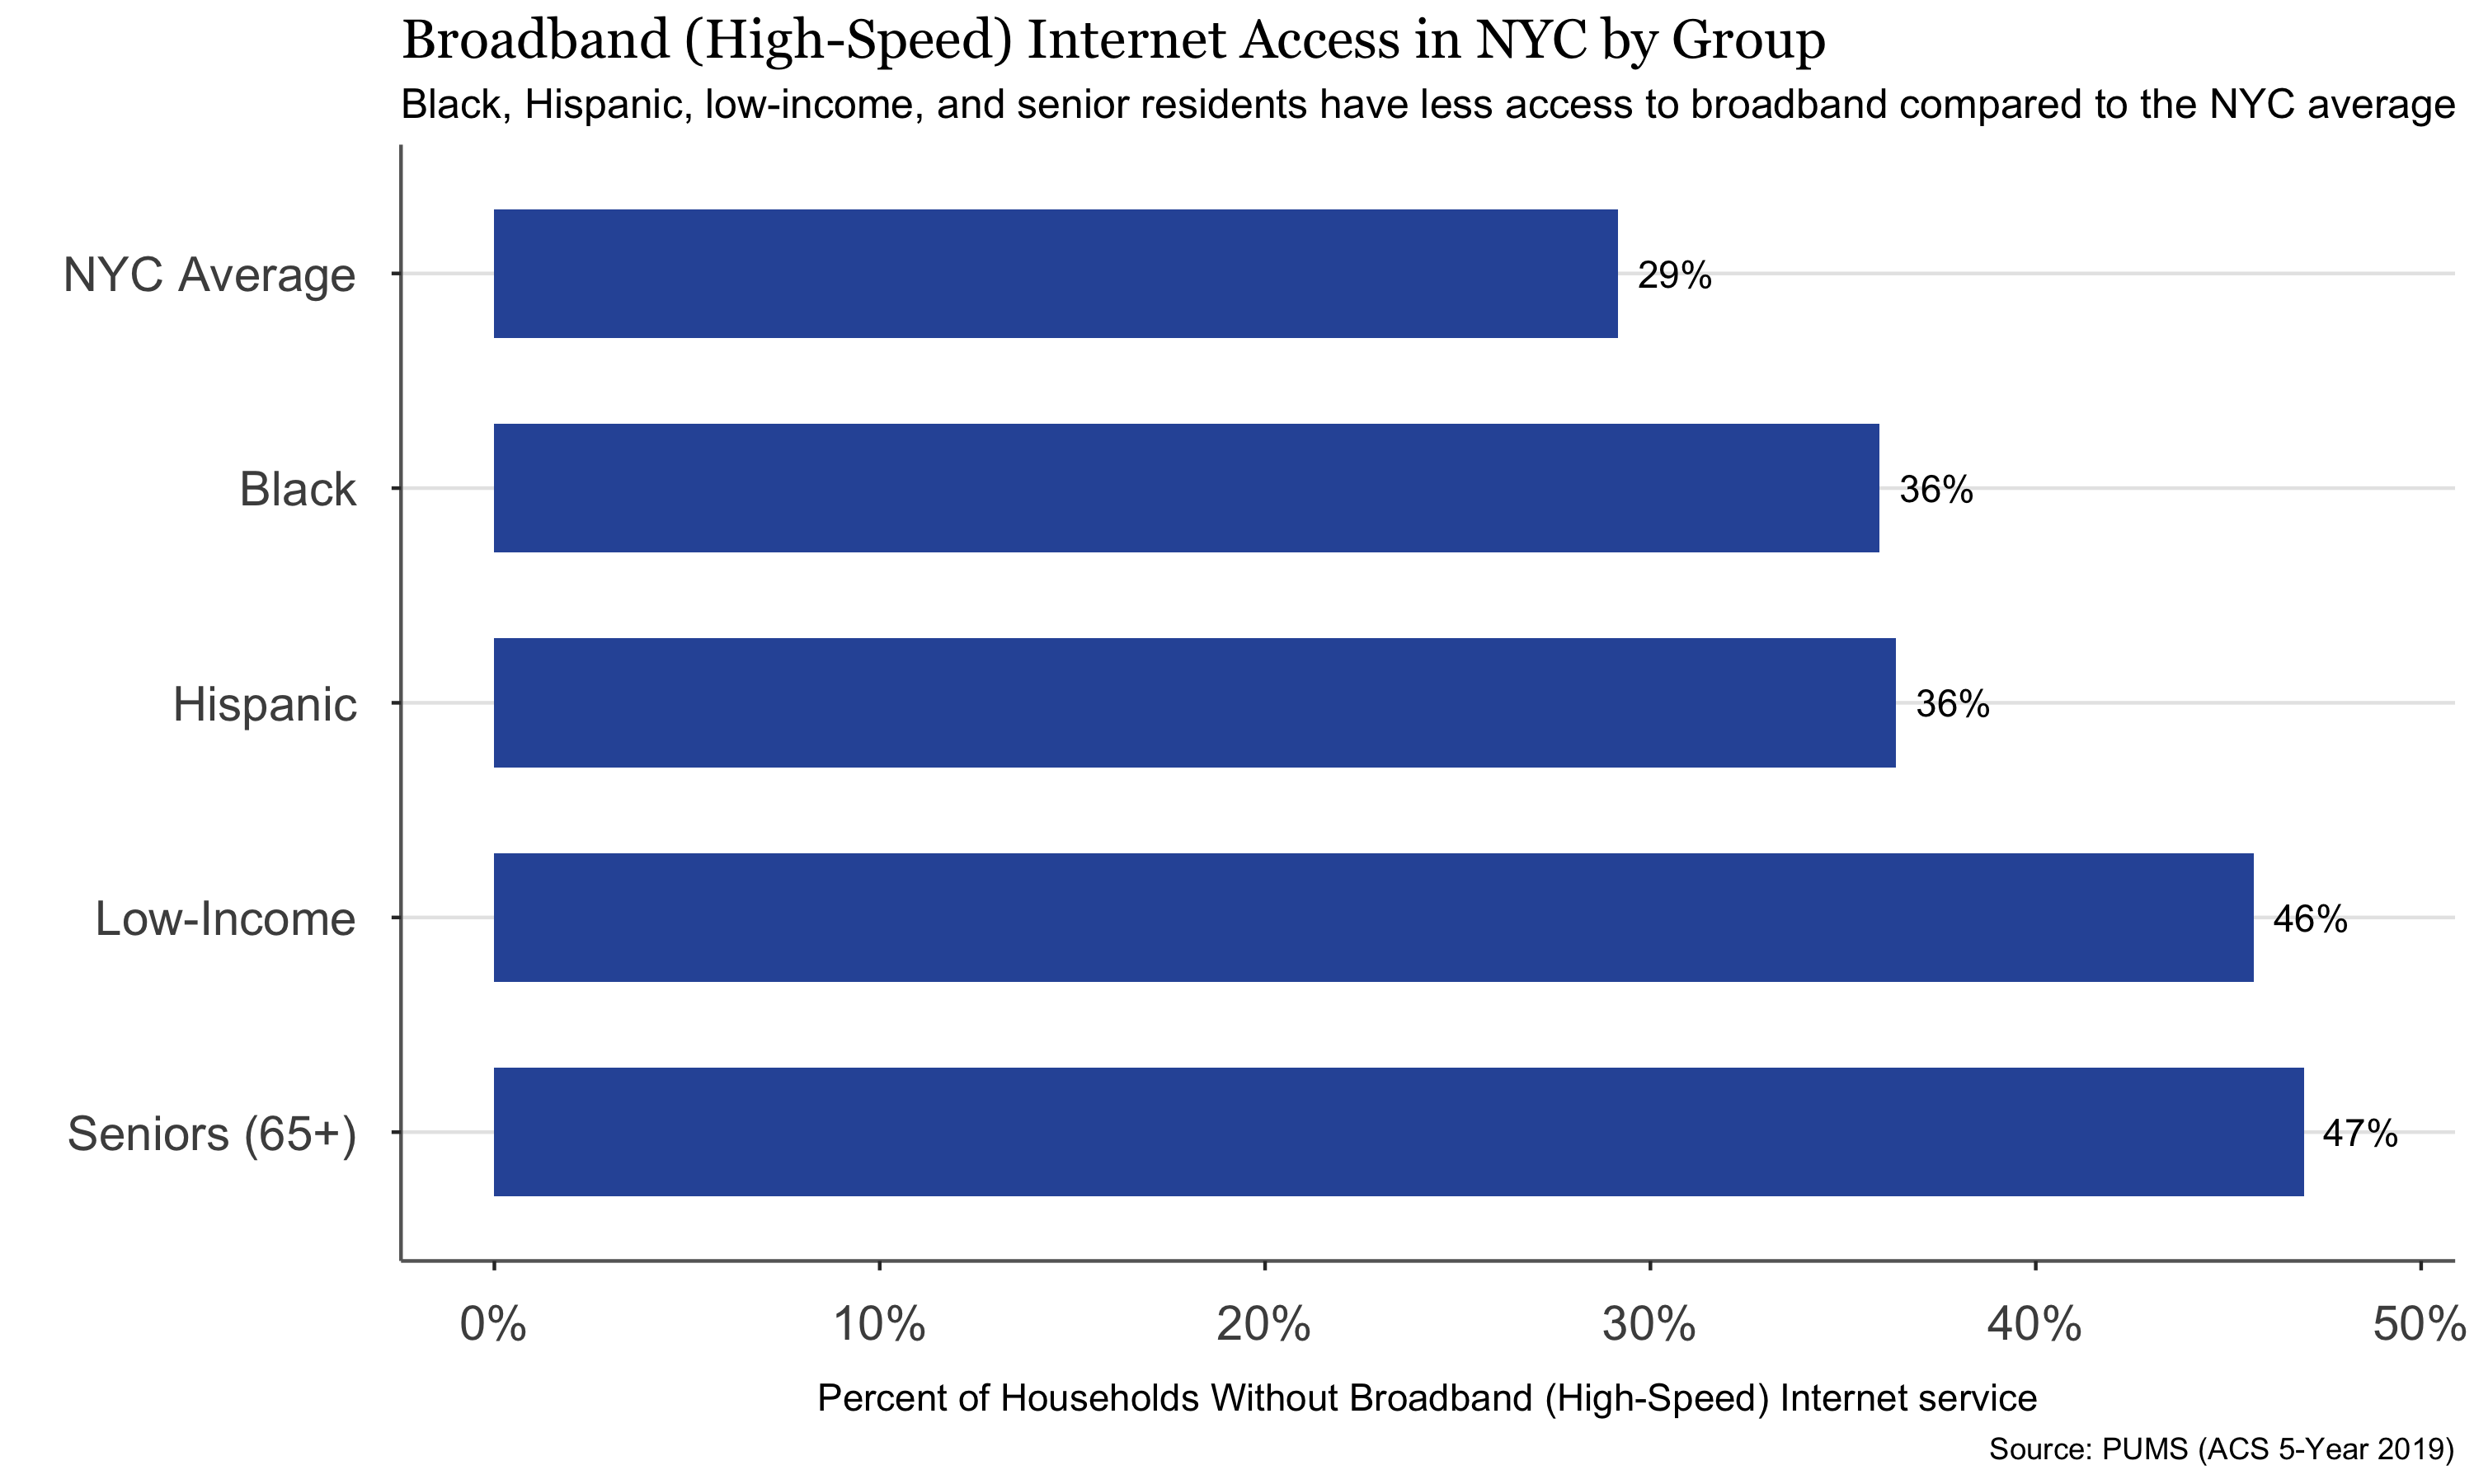 Broadband (High-Speed) Internet Access in NYC by Group
Black, Hispanic, low-income, and senior residents have less access to broadband compared to the NYC average
NYC Average
29%
Black
36%
Hispanic
36%
Low-Income
46%
Seniors (65+)
47%
0%
10%
20%
30%
40%
50%
Percent of Households Without Broadband (High-Speed) Internet service
Source: PUMS (ACS 5-Year 2019)